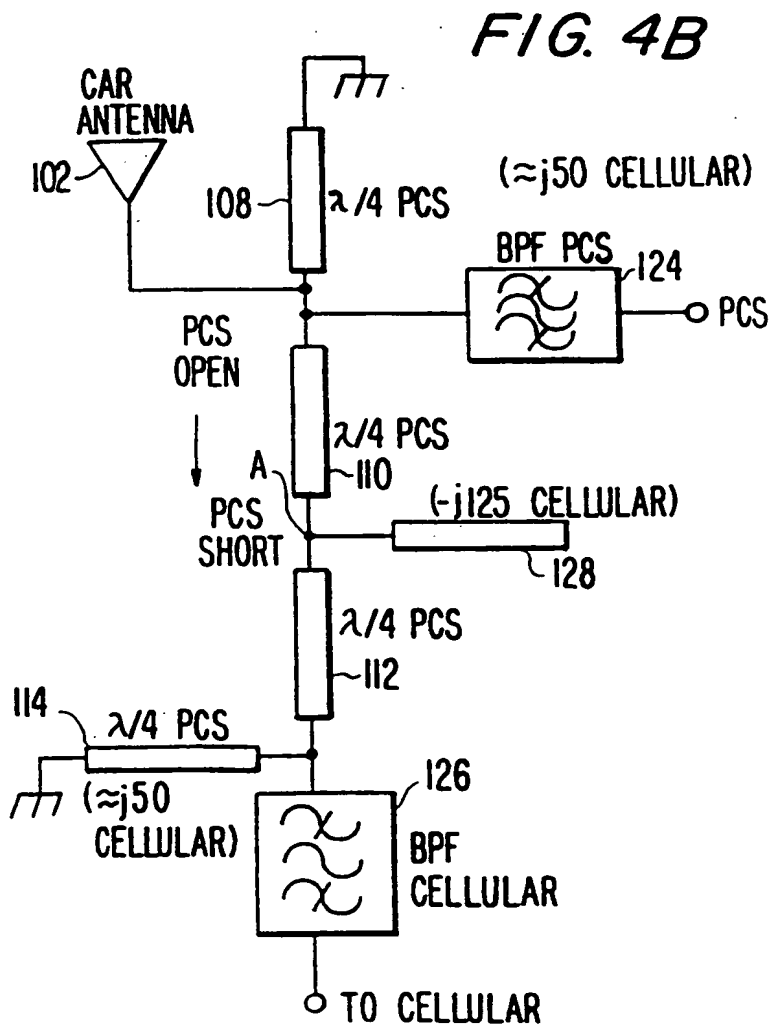 FIG. 4B
CAR
ANTENNA
102
108
λ/4 PCS
(≈j50 CELLULAR)
BPF PCS
124
PCS
PCS
OPEN
λ/4 PCS
110
A
(-j125 CELLULAR)
PCS
SHORT
128
λ/4 PCS
112
114
λ/4 PCS
(≈j50
CELLULAR)
126
BPF
CELLULAR
TO CELLULAR